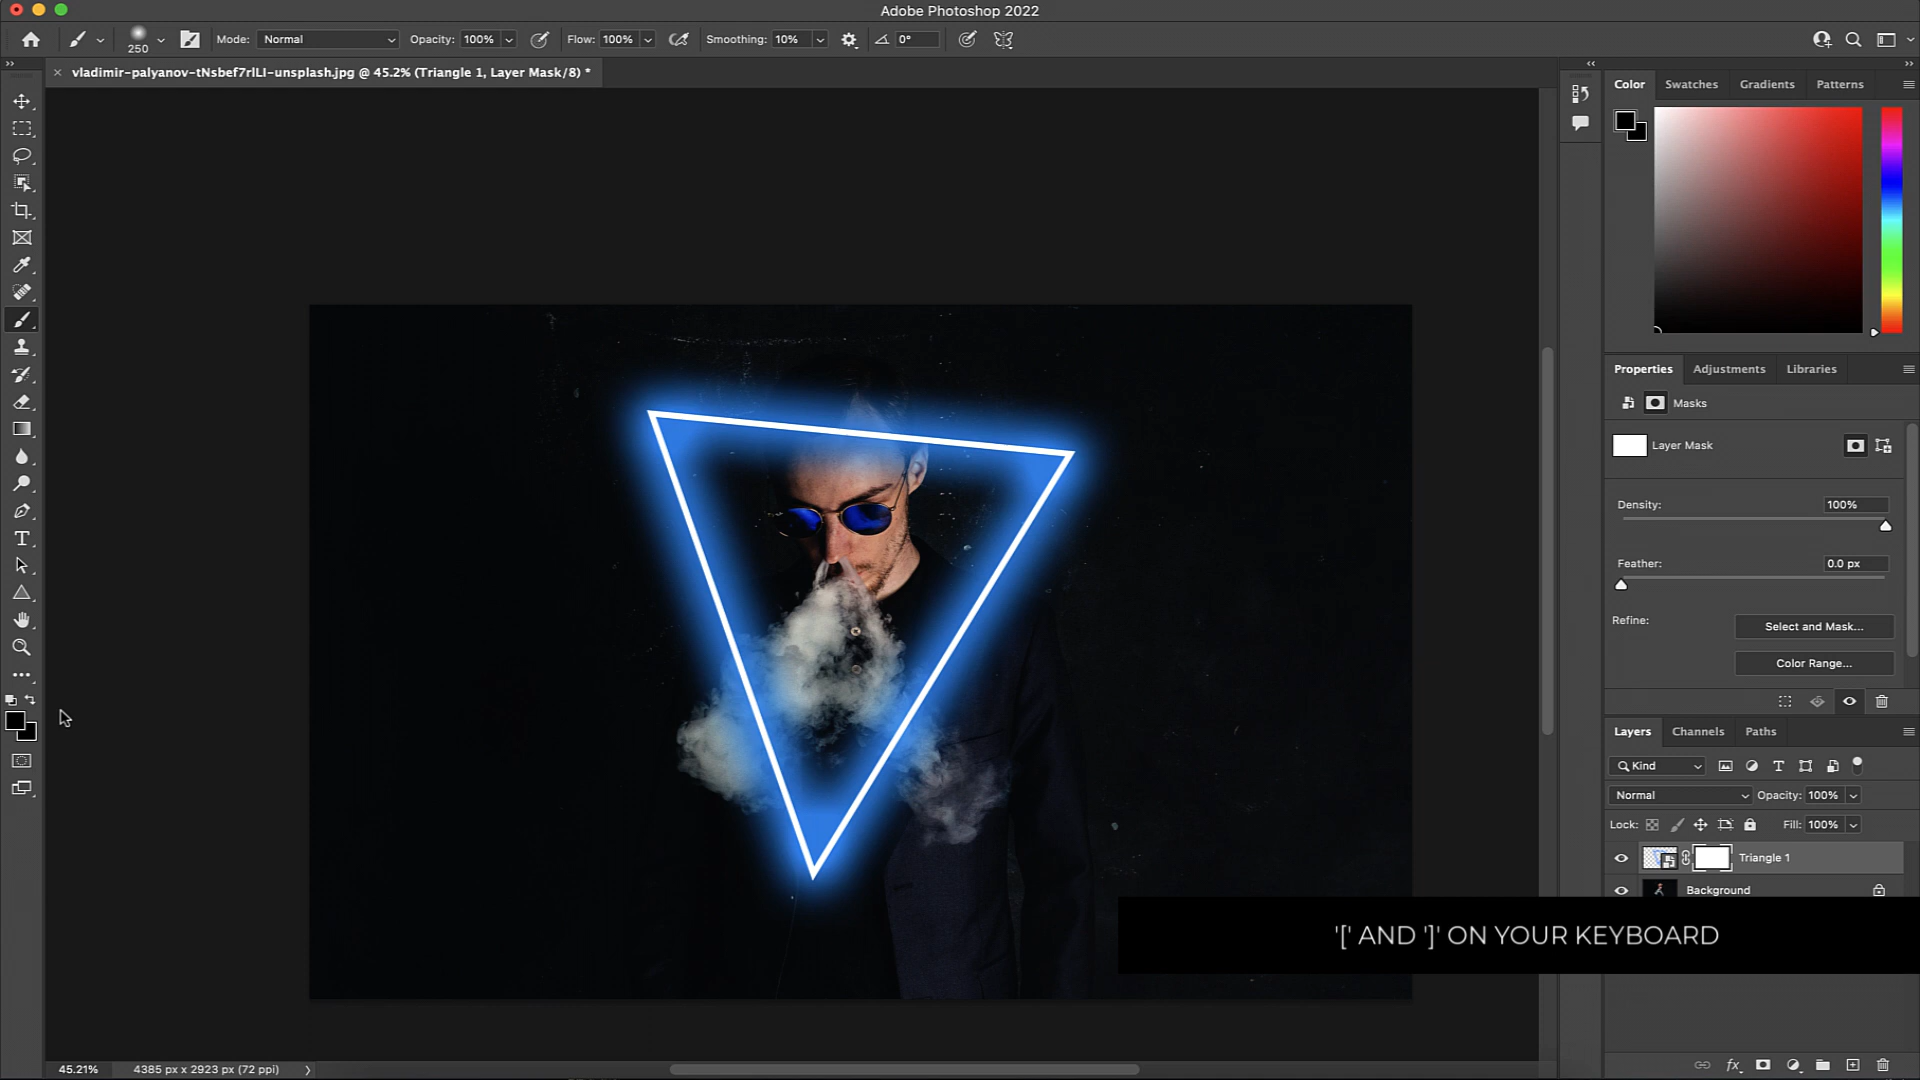 Adobe Photoshop 2022
250 Mode: Normal Opacity: 100% Flow: 100% Smoothing: 10% 0°
vladimir-palyanov-tNsbef7rlLI-unsplash.jpg @ 45.2% (Triangle 1, Layer Mask/8) *
Color Swatches Gradients Patterns
Properties Adjustments Libraries
Masks
Layer Mask
Density: 100%
Feather: 0.0 px
Refine: Select and Mask...
Color Range...
Layers Channels Paths
Kind
Normal Opacity: 100%
Lock: Fill: 100%
Triangle 1
Background
'[' AND ']' ON YOUR KEYBOARD
45.21% 4385 px x 2923 px (72 ppi)